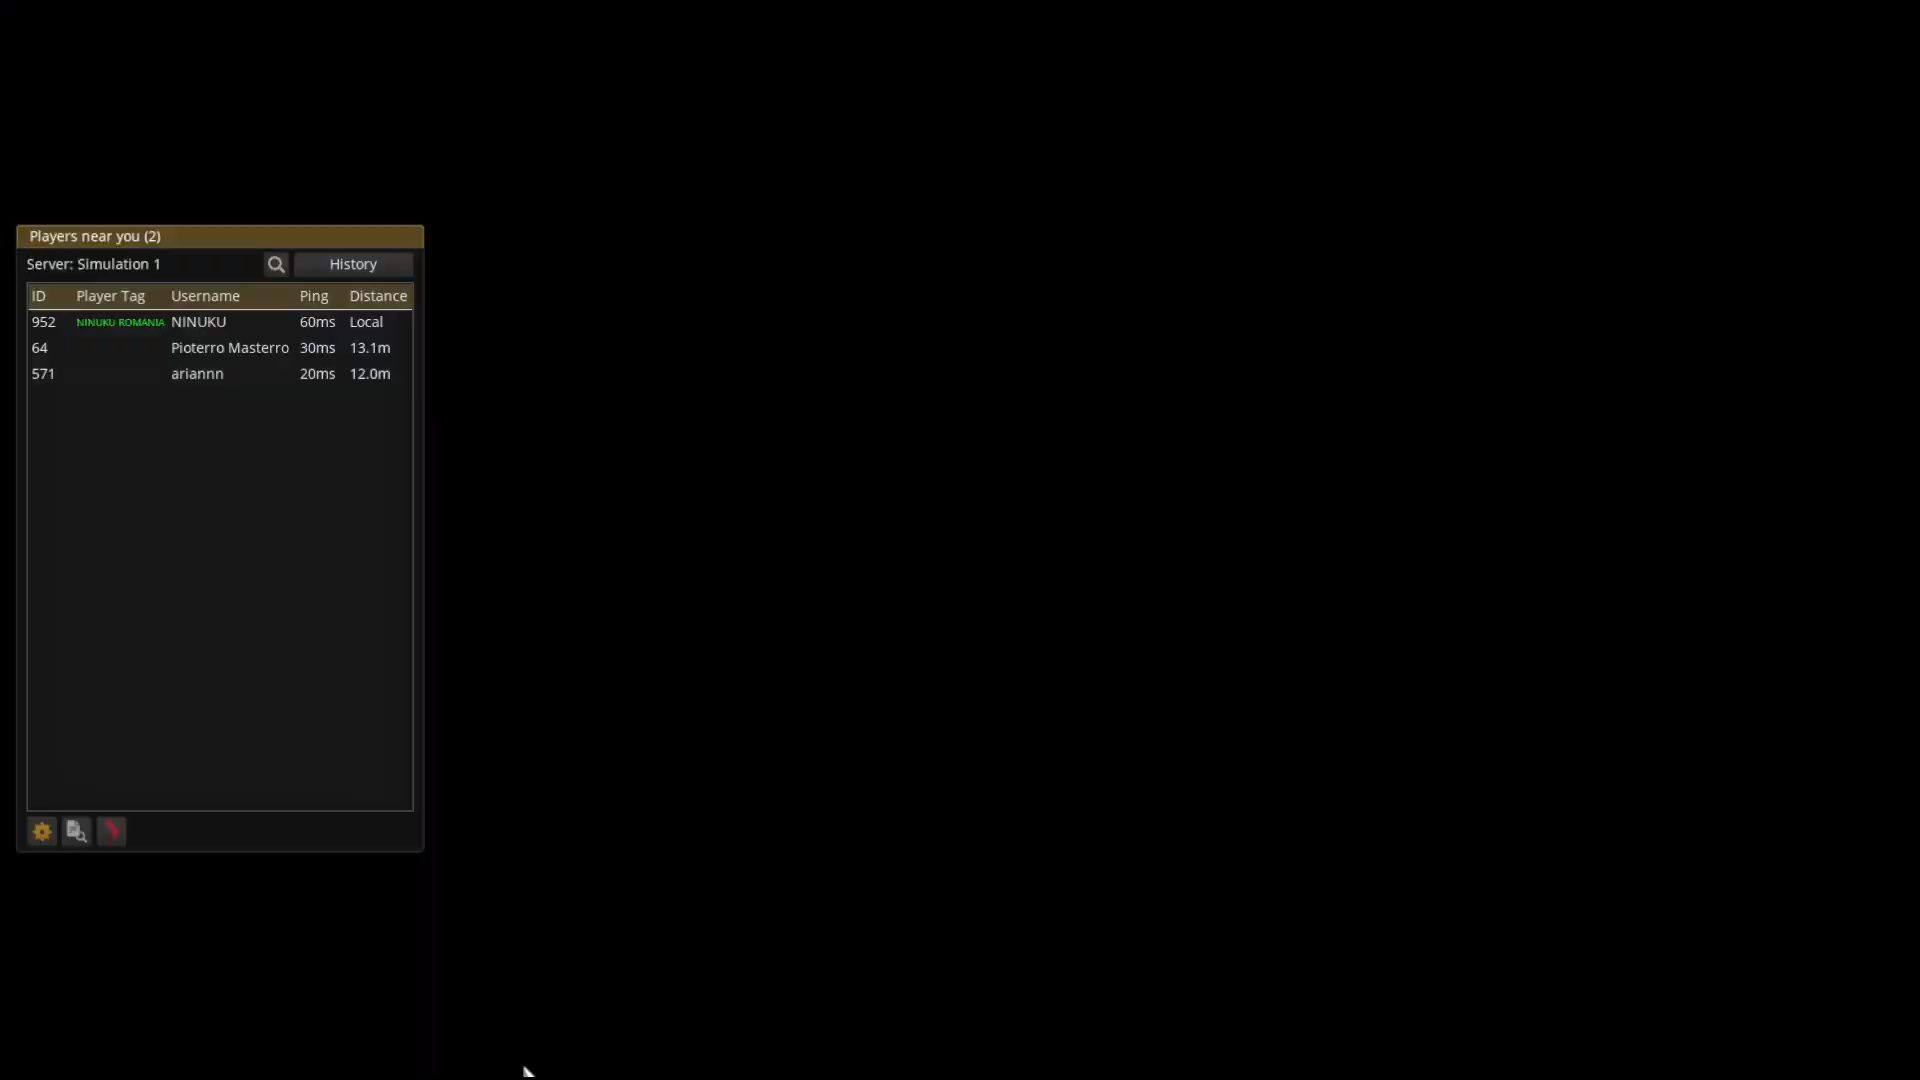 Players near you (2)
Server: Simulation 1 History
ID Player Tag Username Ping Distance
952 NINUKU ROMANIA NINUKU 60ms Local
64 Pioterro Masterro 30ms 13.1m
571 ariannn 20ms 12.0m